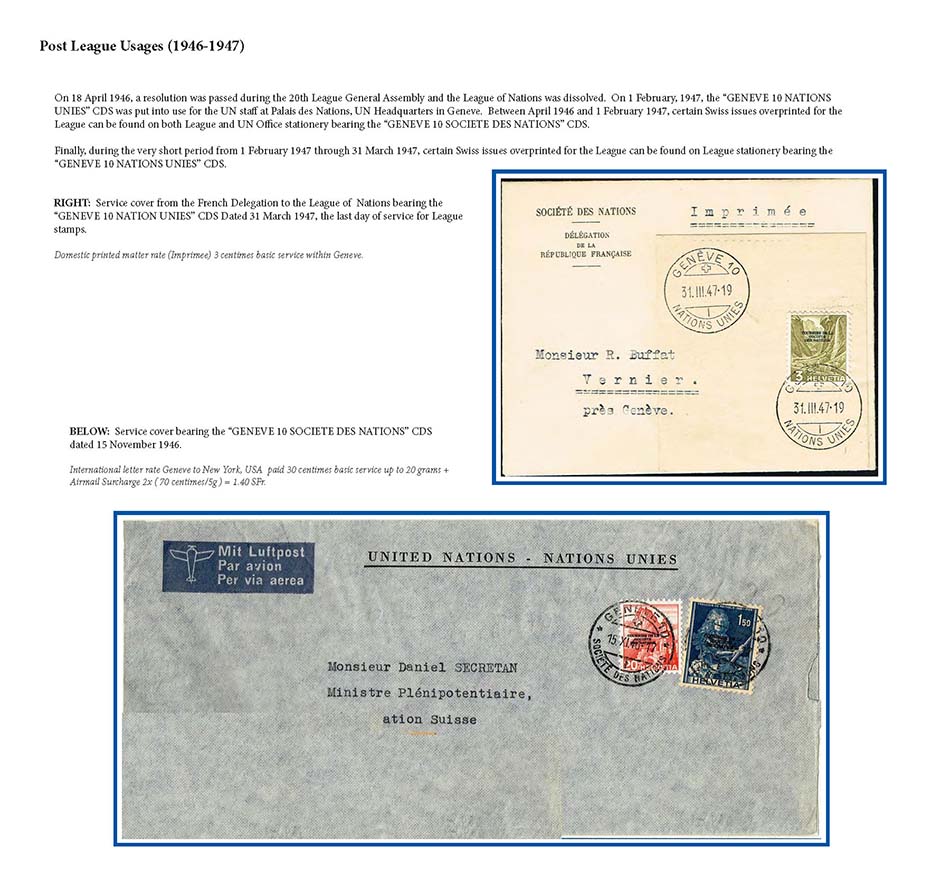 Post League Usages (1946-1947)
On 18 April 1946, a resolution was passed during the 20th League General Assembly and the League of Nations was dissolved. On 1 February, 1947, the “GENEVE 10 NATIONS
UNIES” CDS was put into use for the UN staff at Palais des Nations, UN Headquarters in Geneve. Between April 1946 and 1 February 1947, certain Swiss issues overprinted for the
League can be found on both League and UN Office stationery bearing the “GENEVE 10 SOCIETE DES NATIONS” CDS.
Finally, during the very short period from 1 February 1947 through 31 March 1947, certain Swiss issues overprinted for the League can be found on League stationery bearing the
“GENEVE 10 NATIONS UNIES” CDS.
RIGHT: Service cover from the French Delegation to the League of Nations bearing the
“GENEVE 10 NATION UNIES” CDS Dated 31 March 1947, the last day of service for League
stamps.
Domestic printed matter rate (Imprimee) 3 centimes basic service within Geneve.
SOCIÉTÉ DES NATIONS
DÉLÉGATION
DE LA
RÉPUBLIQUE FRANÇAISE
Imprimée
GENÈVE 10
31.III.47-19
NATIONS UNIES
3 HELVETIA
Monsieur R. Buffat
Vernier.
près Genève.
31.III.47-19
NATIONS UNIES
BELOW: Service cover bearing the “GENEVE 10 SOCIETE DES NATIONS” CDS
dated 15 November 1946.
International letter rate Geneve to New York, USA paid 30 centimes basic service up to 20 grams +
Airmail Surcharge 2x ( 70 centimes/5g ) = 1.40 SFr.
Mit Luftpost
Par avion
Per via aerea
UNITED NATIONS - NATIONS UNIES
GENÈVE 10
15.XI.
SOCIÉTÉ DES NATIONS
20 HELVETIA
150
HELVETIA
Monsieur Daniel SECRETAN
Ministre Plénipotentiaire,
ation Suisse